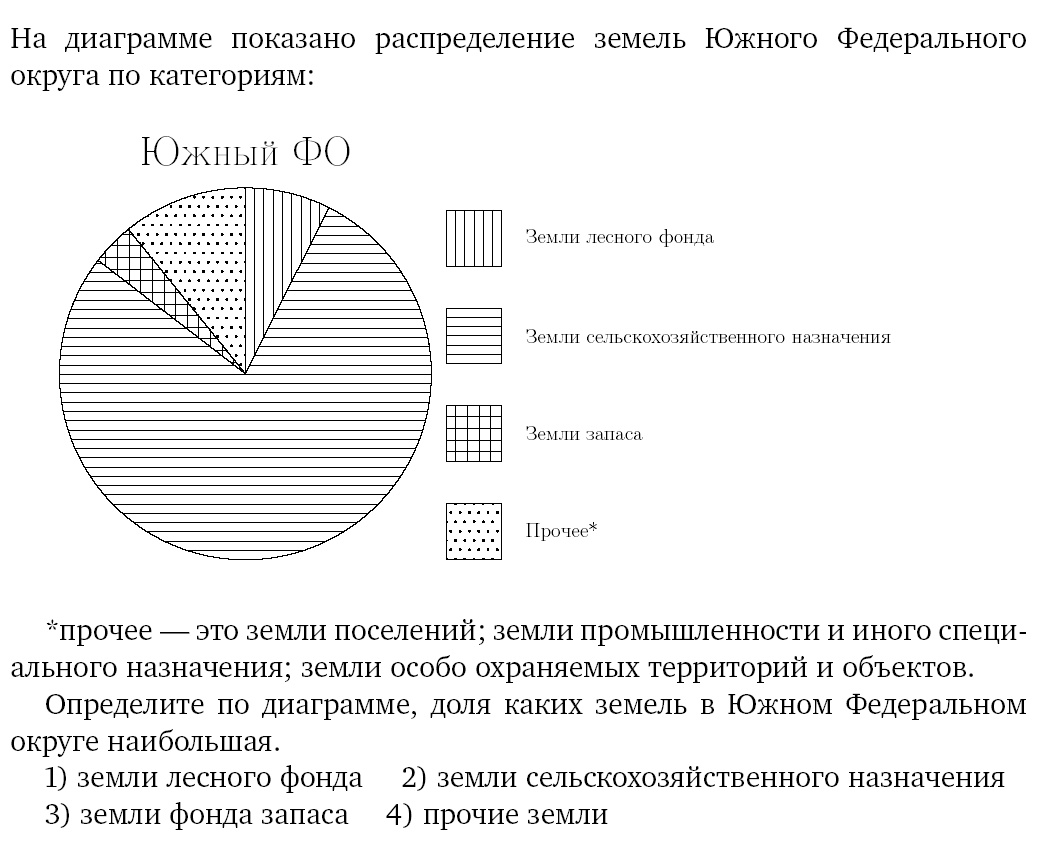 На диаграмме показано распределение земель Южного Федерального
округа по категориям:
Южный ФО
Земли лесного фонда
Земли сельскохозяйственного назначения
Земли запаса
Прочее*
*прочее — это земли поселений; земли промышленности и иного специ-
ального назначения; земли особо охраняемых территорий и объектов.
Определите по диаграмме, доля каких земель в Южном Федеральном
округе наибольшая.
1) земли лесного фонда 2) земли сельскохозяйственного назначения
3) земли фонда запаса 4) прочие земли